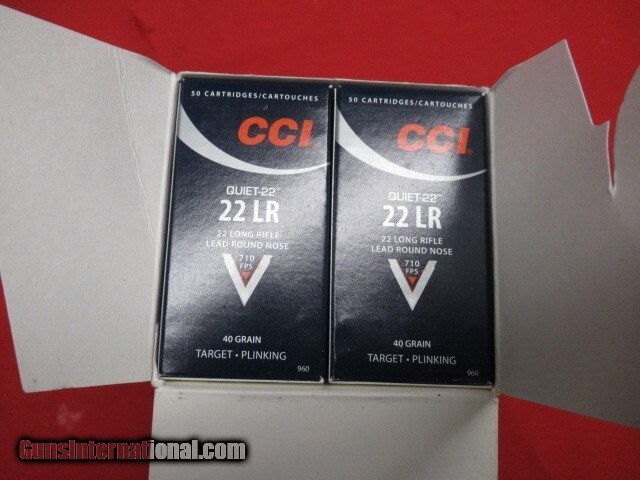 50 CARTRIDGES/CARTOUCHES
CCI
QUIET-22™
22 LR
22 LONG RIFLE
LEAD ROUND NOSE
710
FPS
40 GRAIN
TARGET • PLINKING
960
50 CARTRIDGES/CARTOUCHES
CCI
QUIET-22™
22 LR
22 LONG RIFLE
LEAD ROUND NOSE
710
FPS
40 GRAIN
TARGET • PLINKING
960
GunsInternational.com